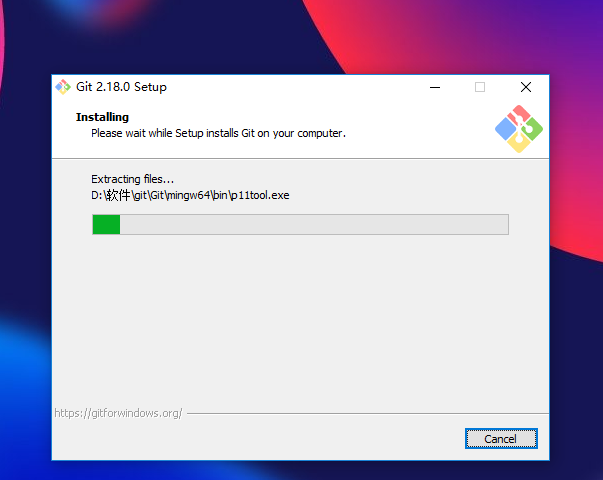 Git 2.18.0 Setup
Installing
Please wait while Setup installs Git on your computer.
Extracting files...
D:\软件\git\Git\mingw64\bin\p11tool.exe
https://gitforwindows.org/
Cancel